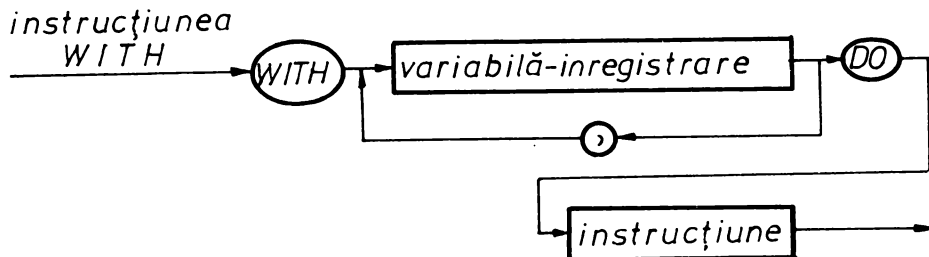 instrucţiunea
WITH
WITH variabilă-inregistrare DO
,
instrucţiune